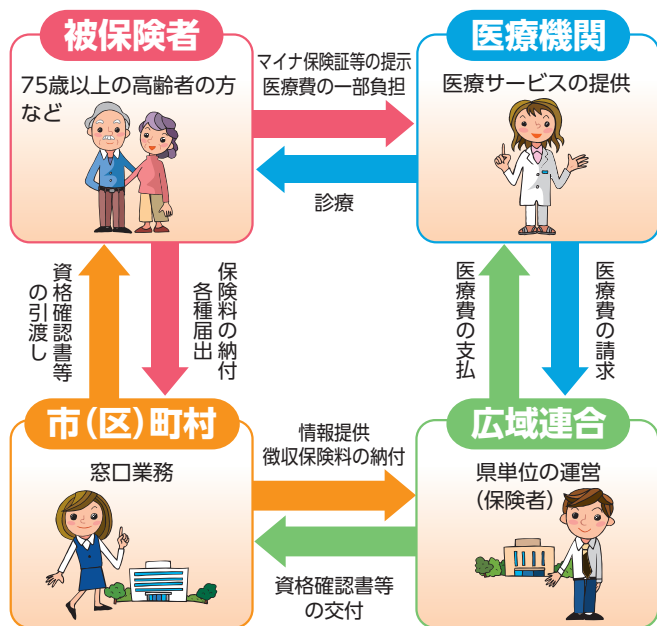 被保険者
75歳以上の高齢者の方
など
マイナ保険証等の提示
医療費の一部負担
診療
医療機関
医療サービスの提供
資格確認書等
の引渡し
保険料の納付
各種届出
医療費の支払
医療費の請求
市(区)町村
窓口業務
情報提供
徴収保険料の納付
資格確認書等
の交付
広域連合
県単位の運営
(保険者)